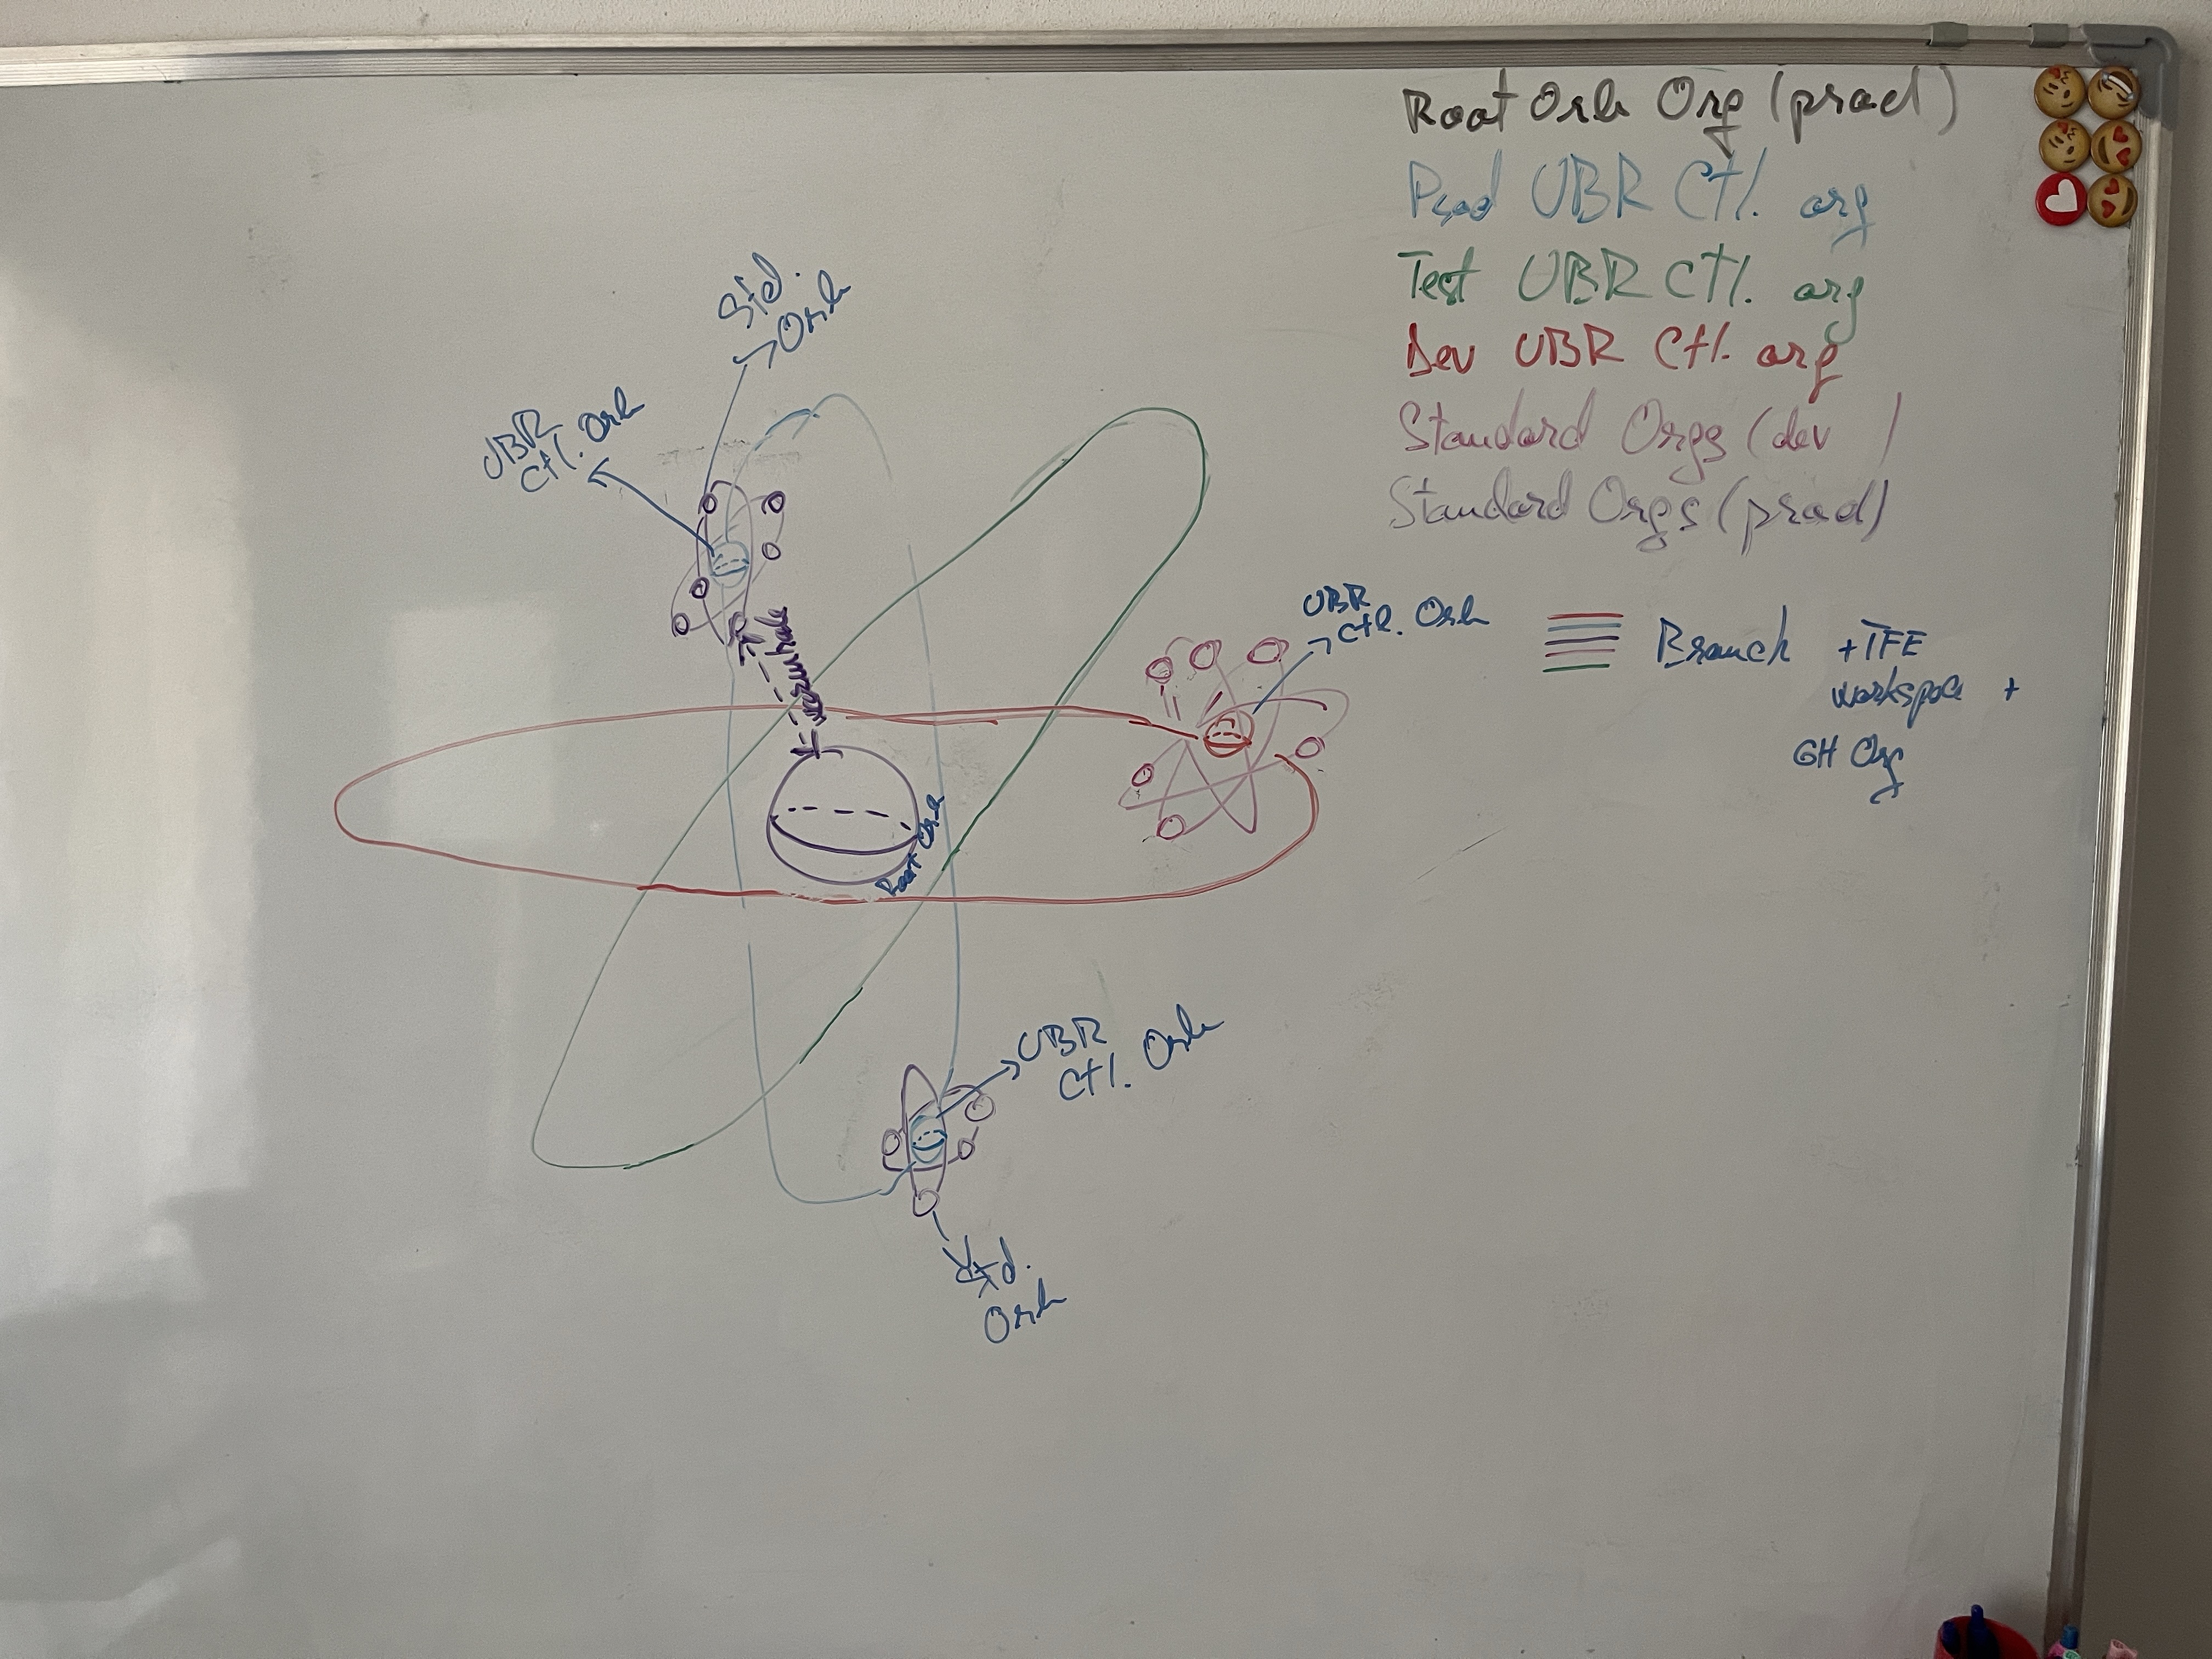 Root Orb Org (prod)
Prod UBR Ctl. org
Test UBR Ctl. org
Dev UBR Ctl. org
Standard Orgs (dev )
Standard Orgs (prod)
Std.
Orb
UBR
Ctl. Orb
wormhole
Root Orb
UBR
Ctl. Orb
Branch +TFE
workspace +
GH Org
UBR
Ctl. Orb
Std.
Orb